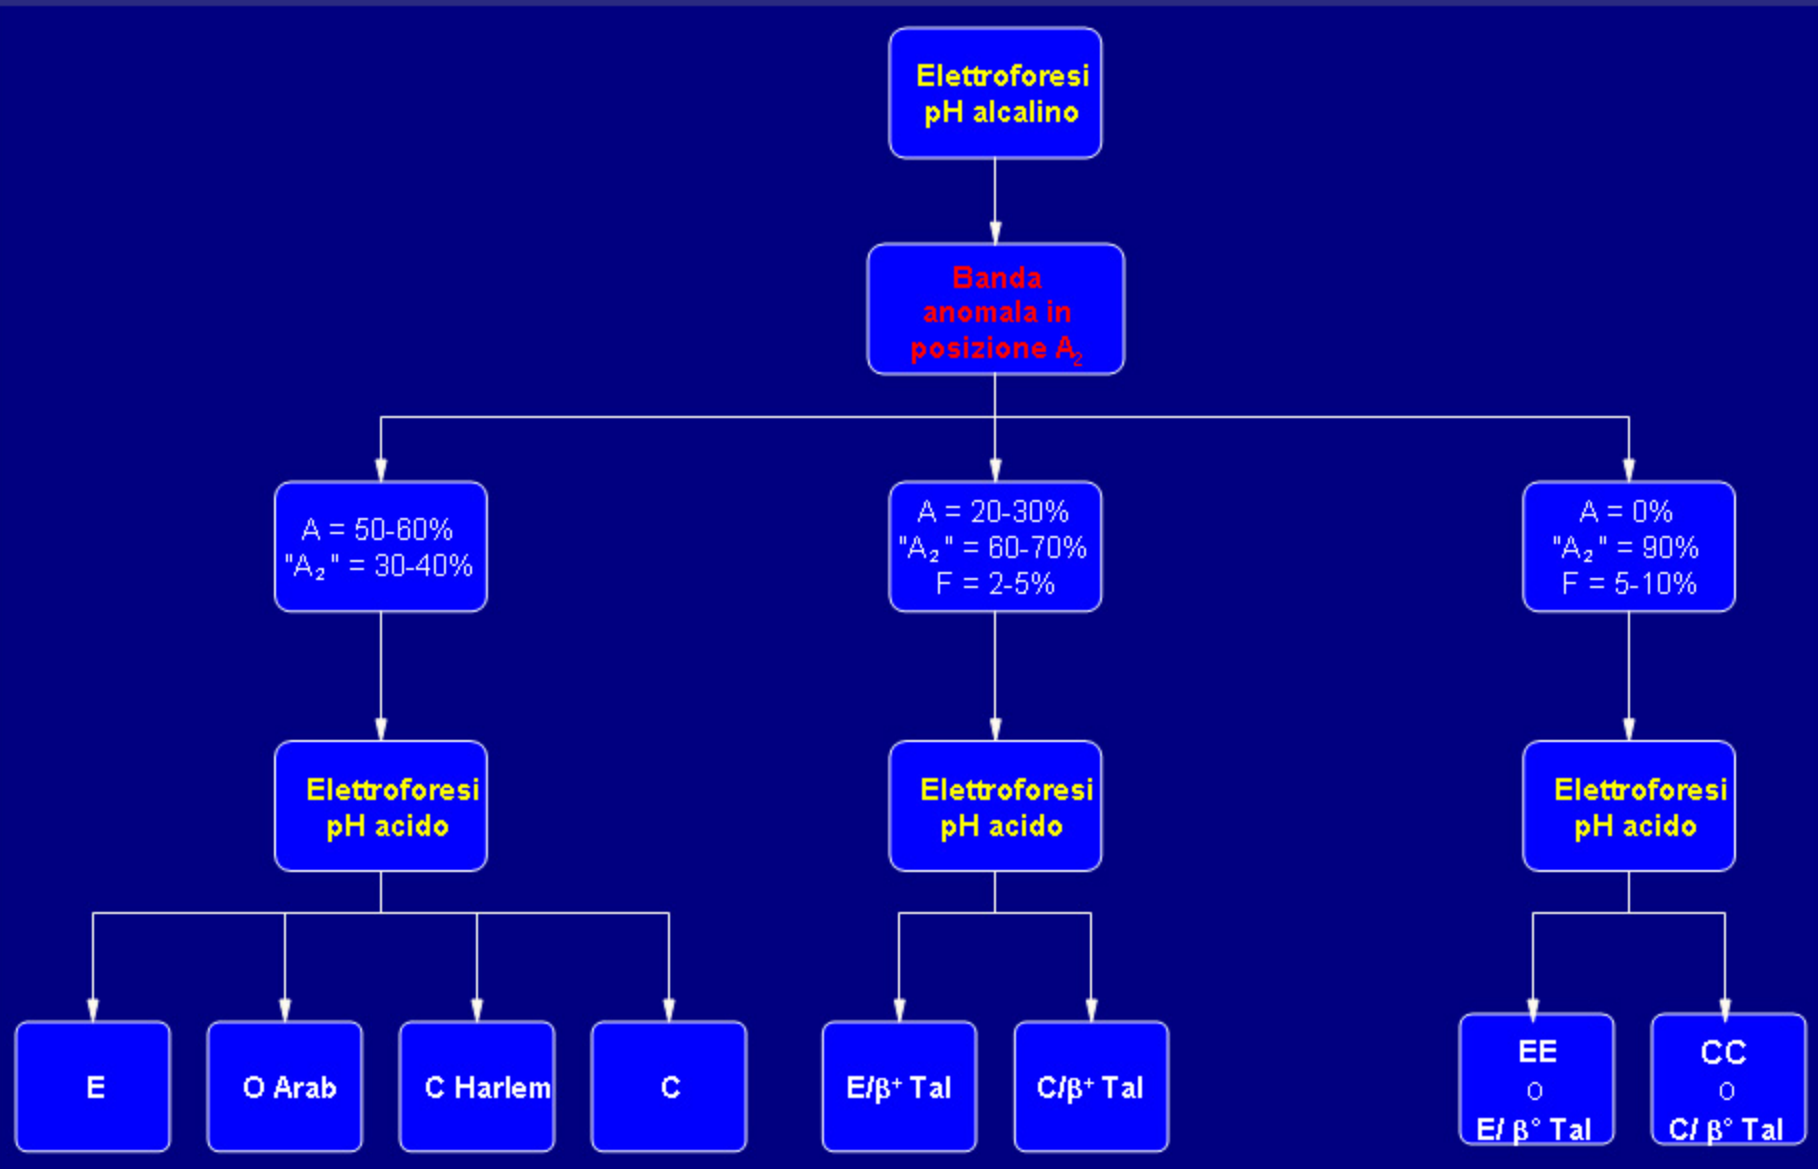 Elettroforesi
pH alcalino
Banda
anomala in
posizione A₂
A = 50-60%
"A₂" = 30-40%
A = 20-30%
"A₂" = 60-70%
F = 2-5%
A = 0%
"A₂" = 90%
F = 5-10%
Elettroforesi
pH acido
Elettroforesi
pH acido
Elettroforesi
pH acido
E
O Arab
C Harlem
C
E/β⁺ Tal
C/β⁺ Tal
EE
o
E/ β° Tal
CC
o
C/ β° Tal